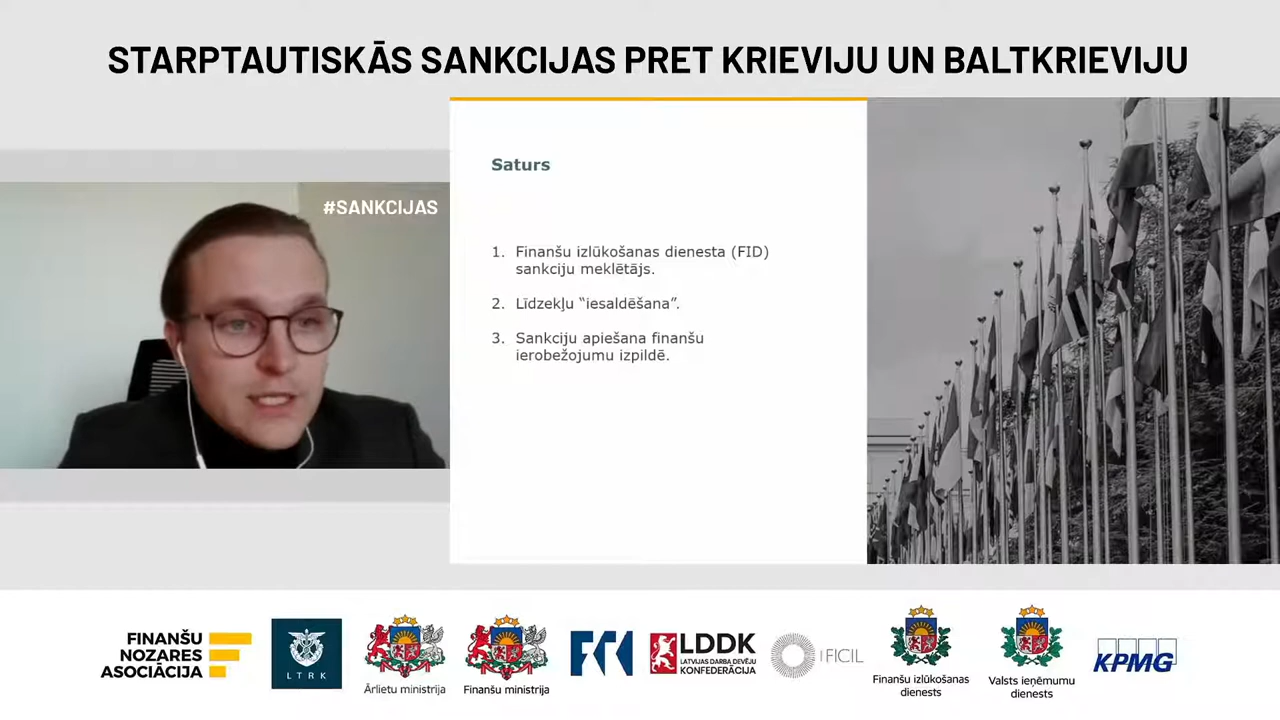 STARPTAUTISKĀS SANKCIJAS PRET KRIEVIJU UN BALTKRIEVIJU
#SANKCIJAS
Saturs
1. Finanšu izlūkošanas dienesta (FID)
sankciju meklētājs.
2. Līdzekļu “iesaldēšana”.
3. Sankciju apiešana finanšu
ierobežojumu izpildē.
FINANŠU
NOZARES
ASOCIĀCIJA
LTRK
Ārlietu ministrija
Finanšu ministrija
LDDK
LATVIJAS DARBA DEVĒJU
KONFEDERĀCIJA
FICIL
Finanšu izlūkošanas
dienests
Valsts ieņēmumu
dienests
KPMG